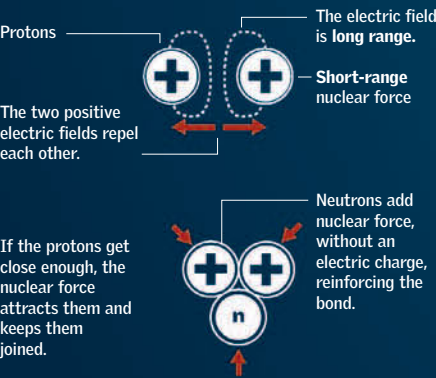 Protons
The electric field
is long range.
Short-range
nuclear force
The two positive
electric fields repel
each other.
If the protons get
close enough, the
nuclear force
attracts them and
keeps them
joined.
Neutrons add
nuclear force,
without an
electric charge,
reinforcing the
bond.
n